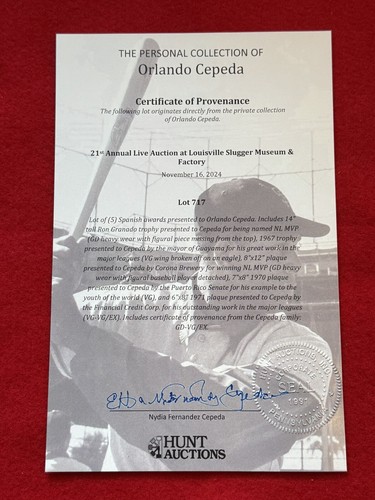 THE PERSONAL COLLECTION OF
Orlando Cepeda
Certificate of Provenance
The following lot originates directly from the private collection
of Orlando Cepeda.
21st Annual Live Auction at Louisville Slugger Museum &
Factory
November 16, 2024
Lot 717
Lot of (5) Spanish awards presented to Orlando Cepeda. Includes 14"
tall Ron Granado trophy presented to Cepeda for being named NL MVP
(GD heavy wear with figural piece missing from the top), 1967 trophy
presented to Cepeda by the mayor of Guayama for his great work in the
major leagues (VG wing broken off on an eagle), 8"x12" plaque
presented to Cepeda by Corona Brewery for winning NL MVP (GD heavy
wear with figural baseball player detached), 7"x8" 1970 plaque
presented to Cepeda by the Puerto Rico Senate for his example to the
youth of the world (VG), and 6"x8" 1971 plaque presented to Cepeda by
the Financial Credit Corp. for his outstanding work in the major leagues
(VG-VG/EX). Includes certificate of provenance from the Cepeda family:
GD-VG/EX.
Nydia Fernandez Cepeda
HUNT
AUCTIONS